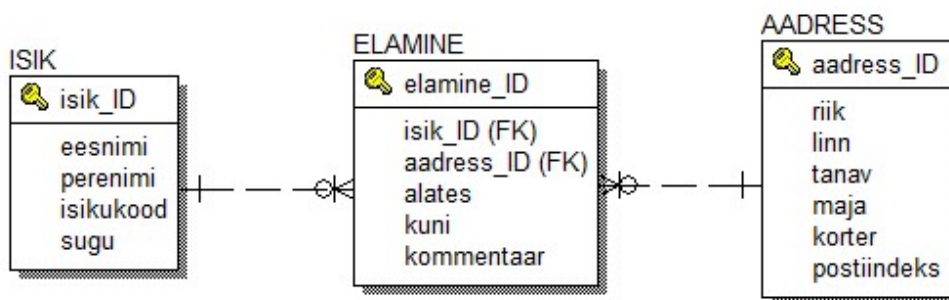 ISIK
isik_ID
eesnimi
perenimi
isikukood
sugu
ELAMINE
elamine_ID
isik_ID (FK)
aadress_ID (FK)
alates
kuni
kommentaar
AADRESS
aadress_ID
riik
linn
tanav
maja
korter
postiindeks